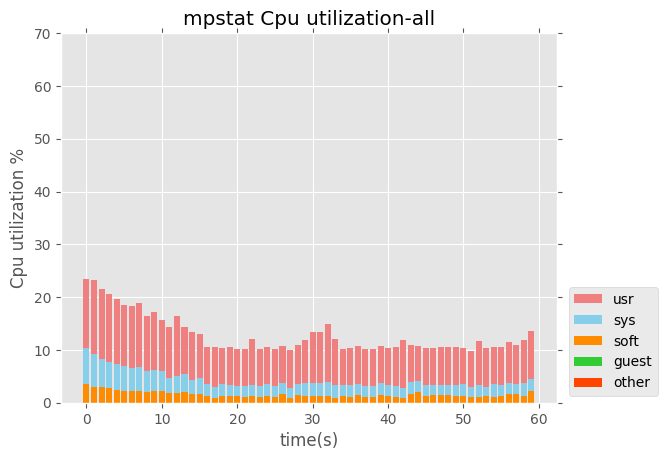 mpstat Cpu utilization-all
70
60
50
40
30
20
10
0
Cpu utilization %
0 10 20 30 40 50 60
time(s)
usr
sys
soft
guest
other